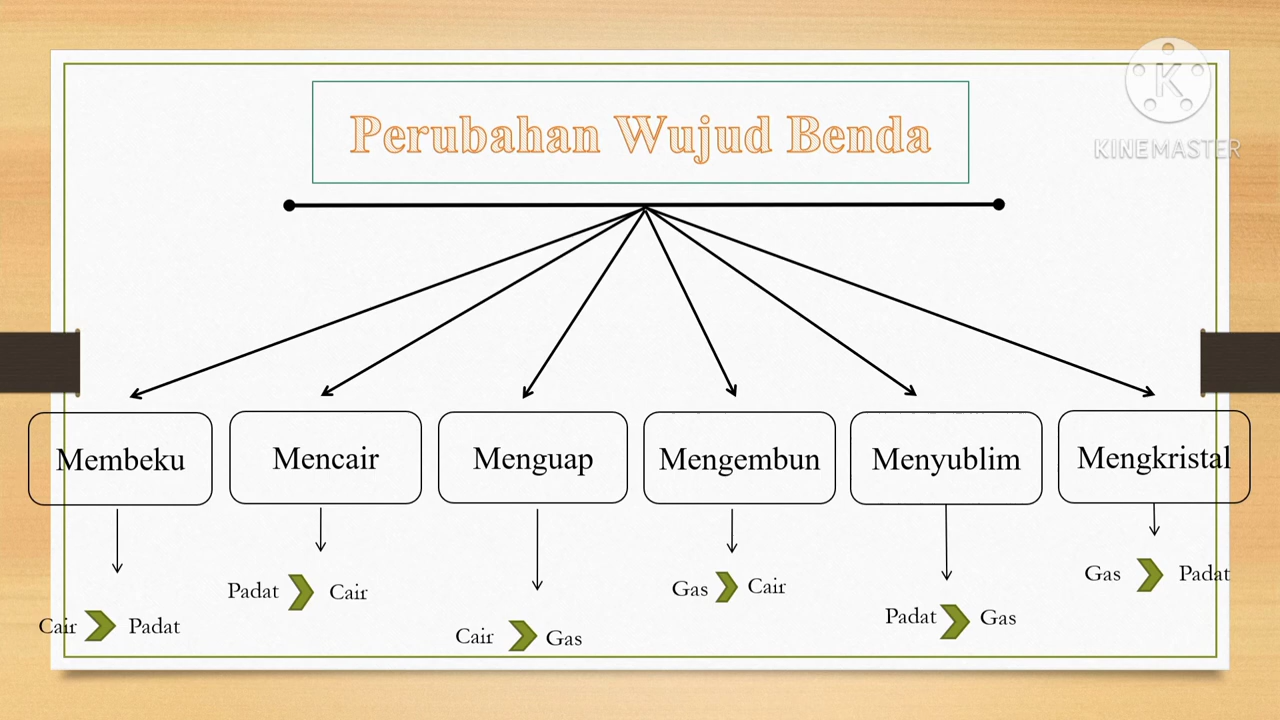 Perubahan Wujud Benda
K
KINEMASTER
Membeku
Mencair
Menguap
Mengembun
Menyublim
Mengkristal
Cair Padat
Padat Cair
Cair Gas
Gas Cair
Padat Gas
Gas Padat